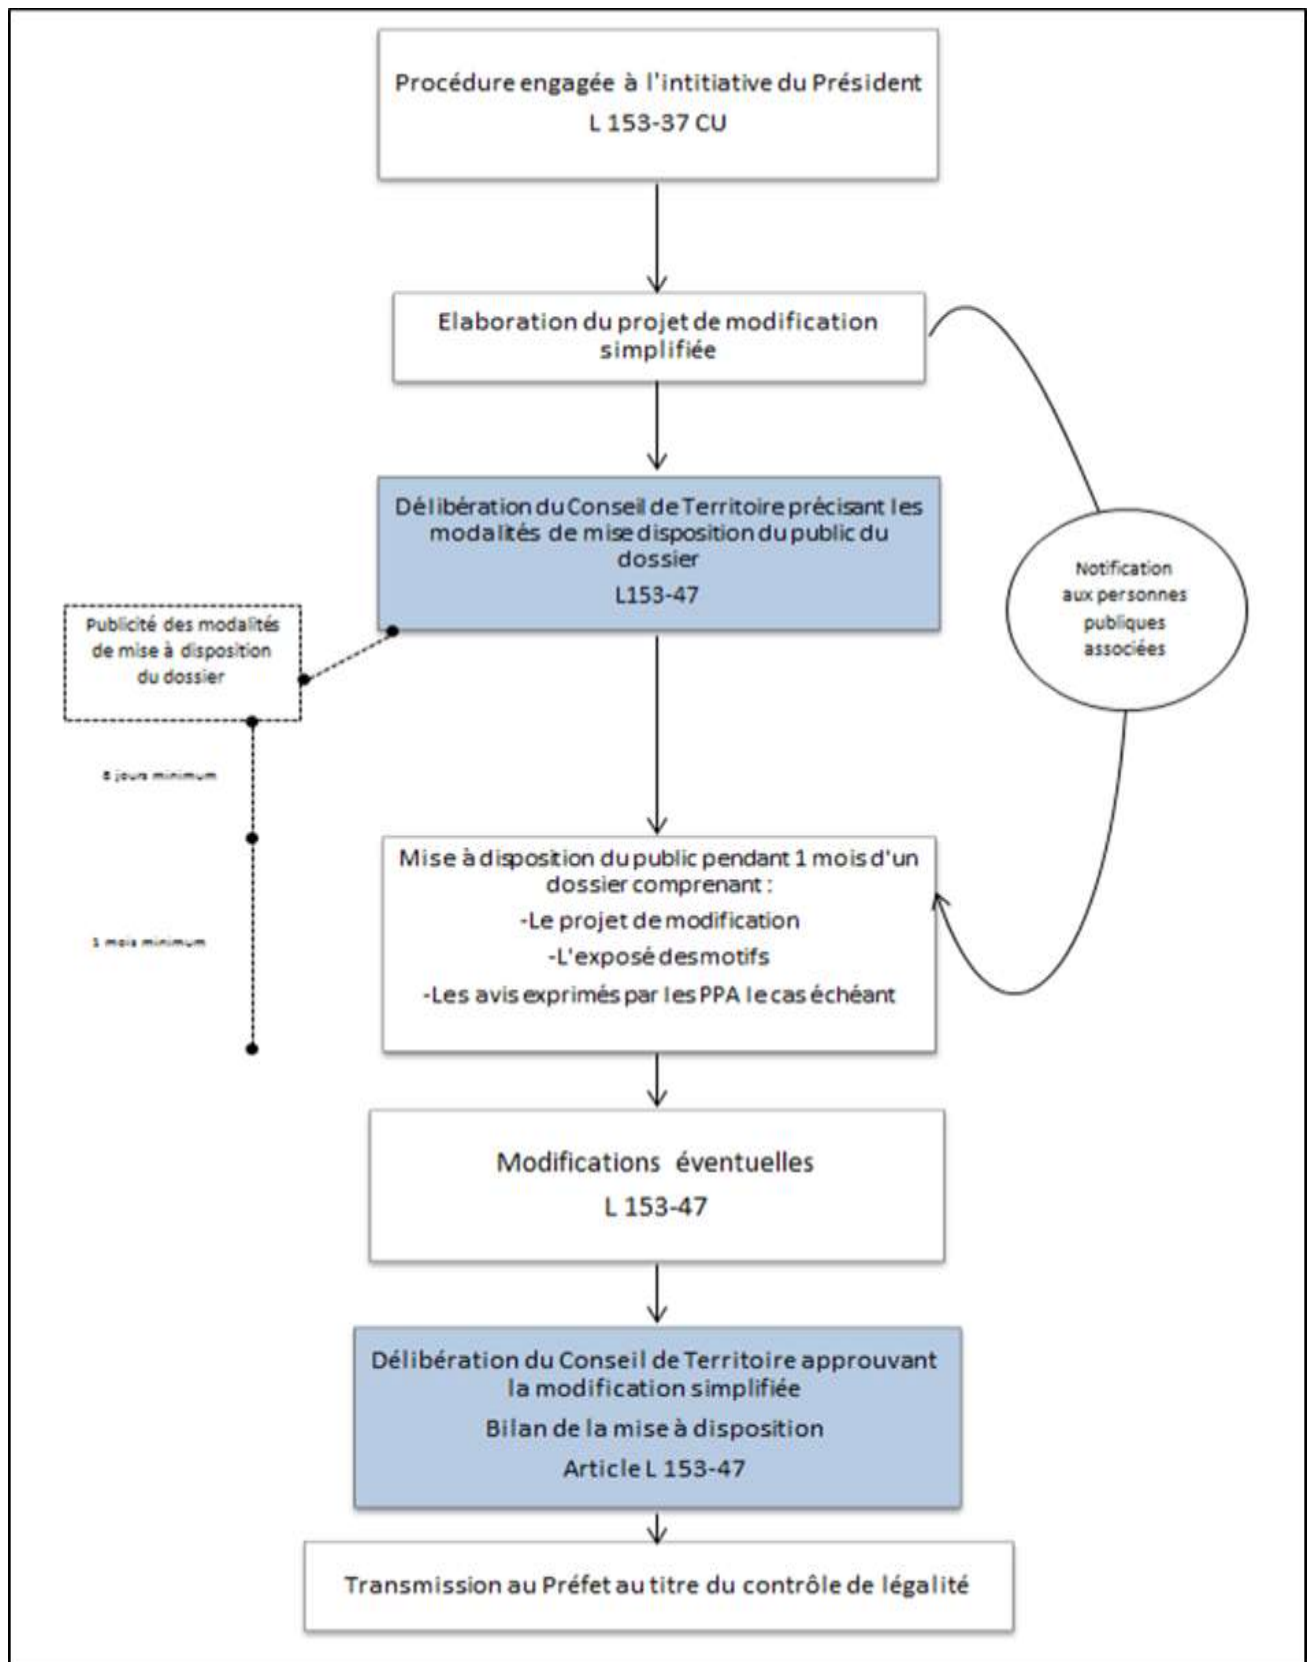 Procédure engagée à l'intitiative du Président
L 153-37 CU
Elaboration du projet de modification
simplifiée
Délibération du Conseil de Territoire précisant les
modalités de mise disposition du public du
dossier
L153-47
Publicité des modalités
de mise à disposition
du dossier
Notification
aux personnes
publiques
associées
jours minimum
Mise à disposition du public pendant 1 mois d'un
dossier comprenant :
-Le projet de modification
-L'exposé des motifs
-Les avis exprimés par les PPA le cas échéant
1 mois minimum
Modifications éventuelles
L 153-47
Délibération du Conseil de Territoire approuvant
la modification simplifiée
Bilan de la mise à disposition
Article L 153-47
Transmission au Préfet au titre du contrôle de légalité